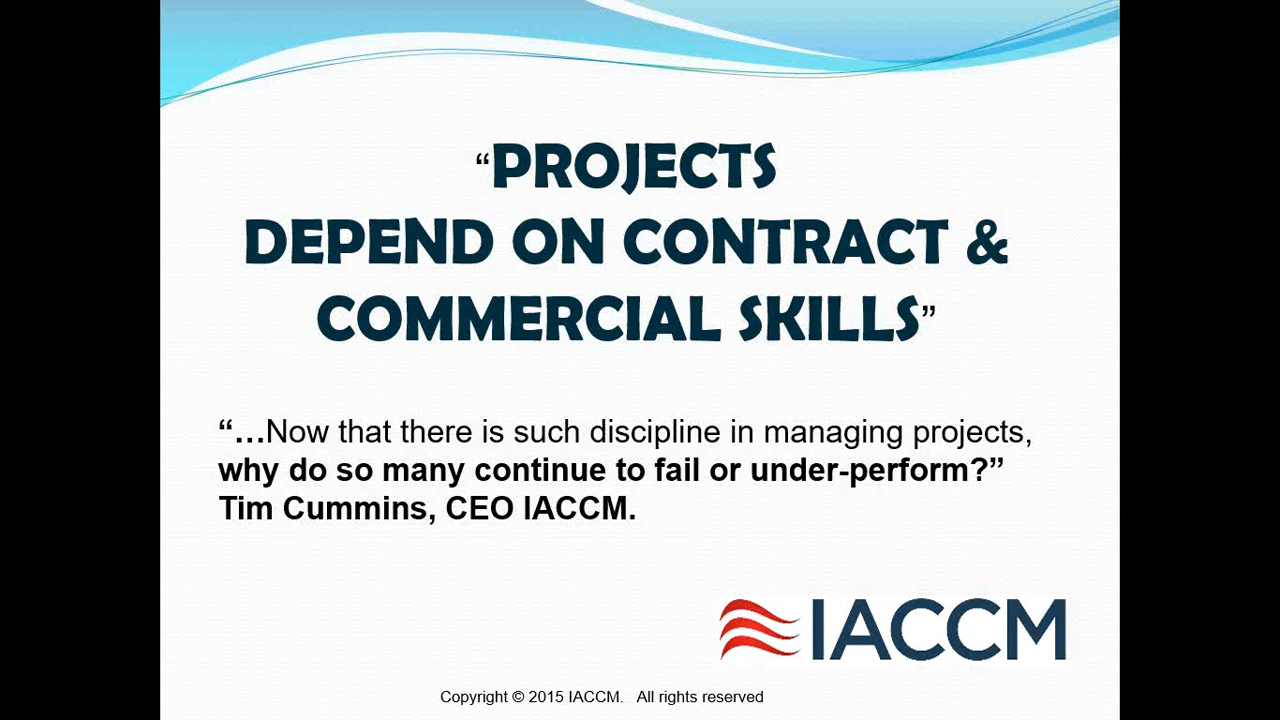 “PROJECTS
DEPEND ON CONTRACT &
COMMERCIAL SKILLS”
“…Now that there is such discipline in managing projects,
why do so many continue to fail or under-perform?”
Tim Cummins, CEO IACCM.
IACCM
Copyright © 2015 IACCM. All rights reserved